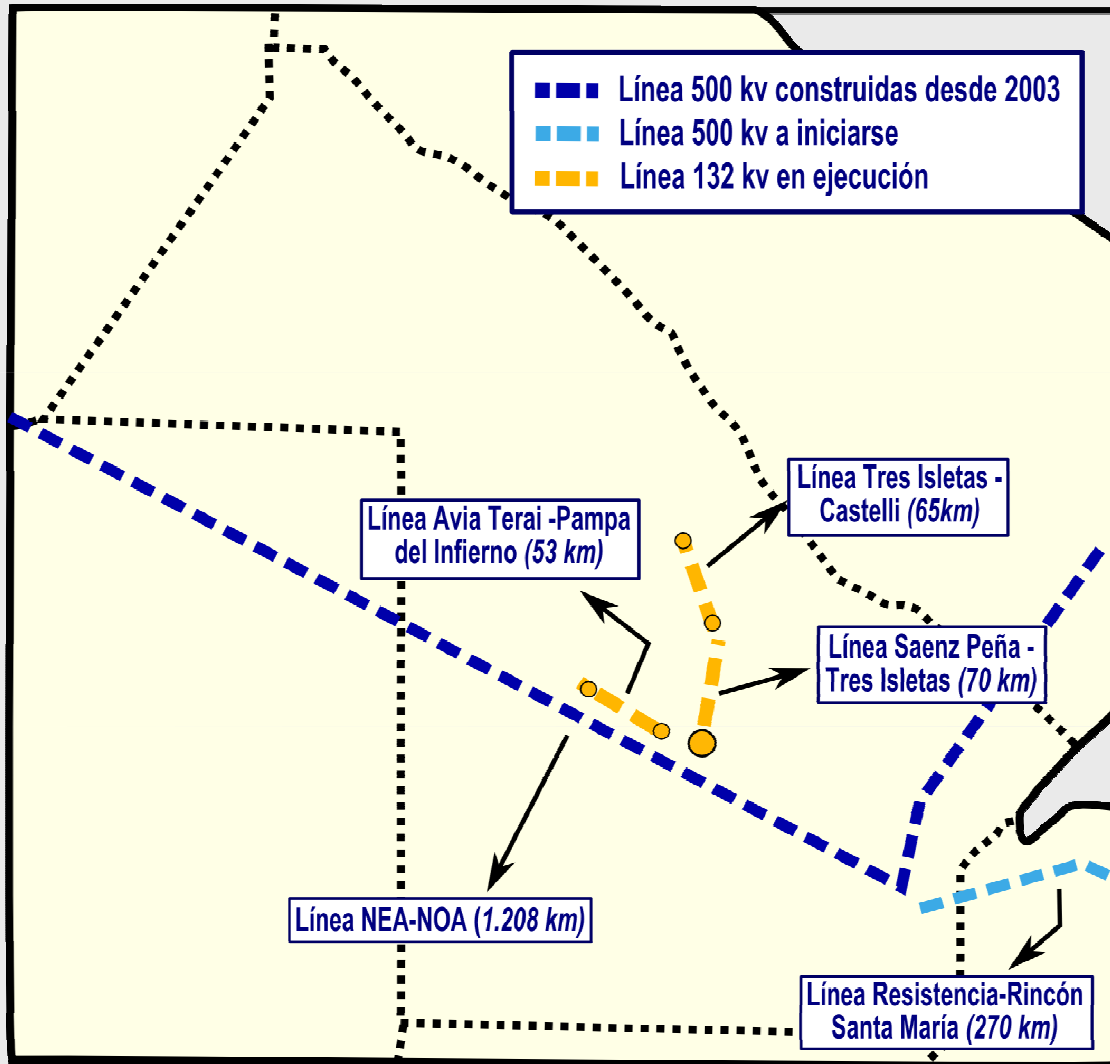 Línea 500 kv construidas desde 2003
Línea 500 kv a iniciarse
Línea 132 kv en ejecución
Línea Tres Isletas -
Castelli (65km)
Línea Avia Terai -Pampa
del Infierno (53 km)
Línea Saenz Peña -
Tres Isletas (70 km)
Línea NEA-NOA (1.208 km)
Línea Resistencia-Rincón
Santa María (270 km)